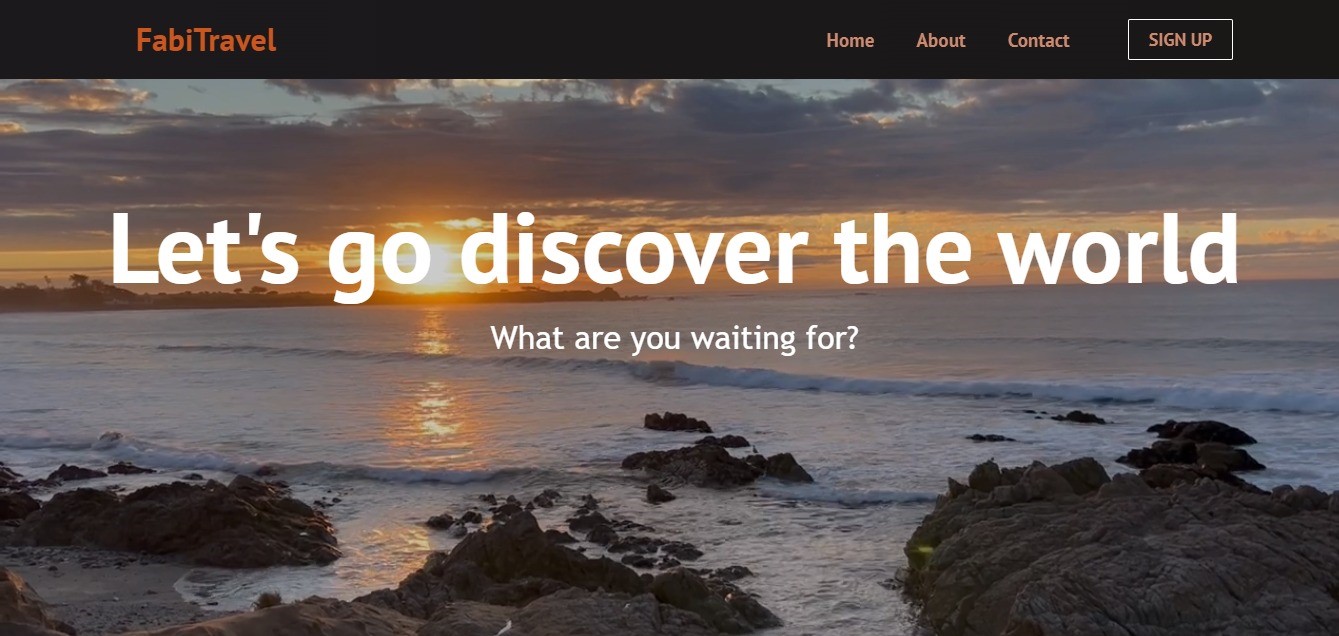 FabiTravel
Home About Contact SIGN UP
Let's go discover the world
What are you waiting for?